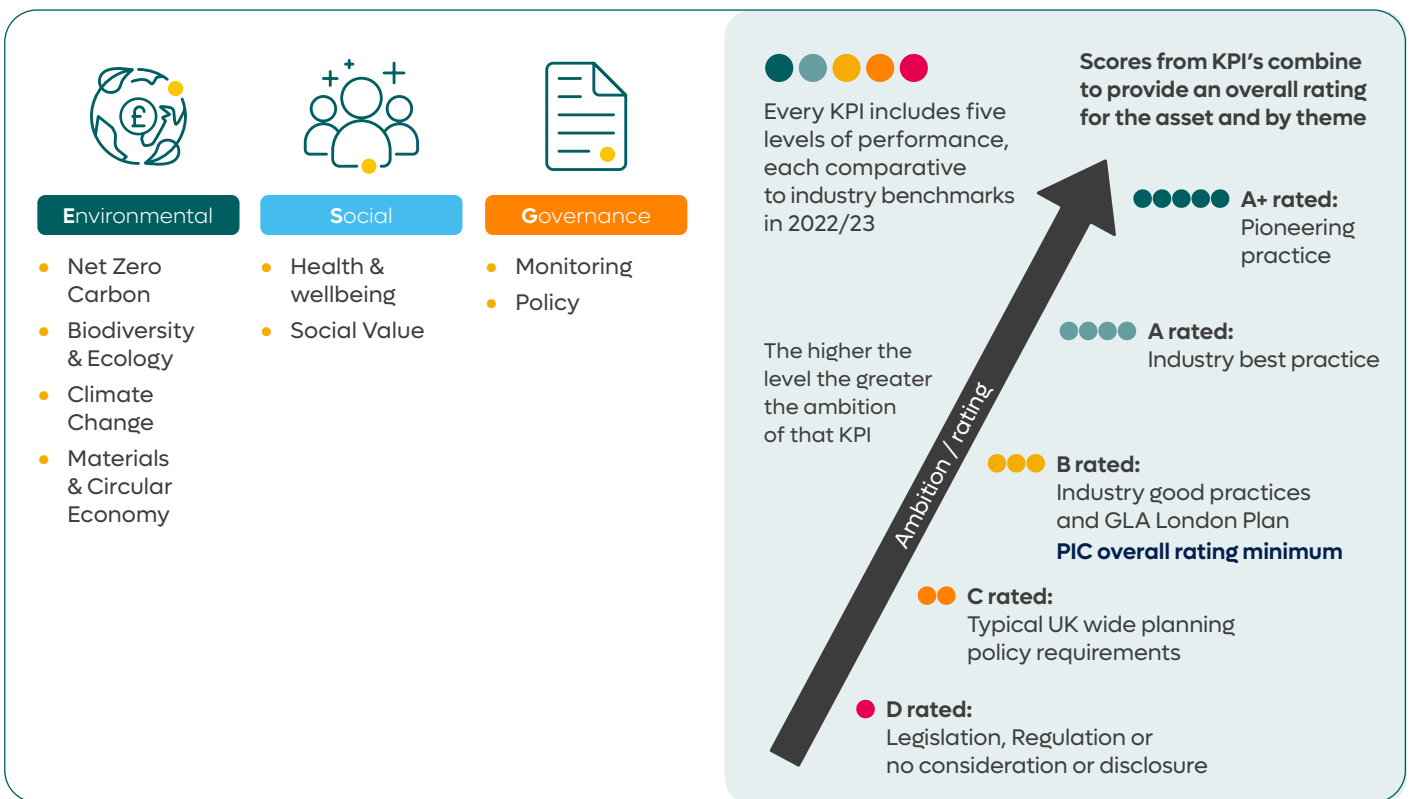 £
Environmental
Net Zero
Carbon
Biodiversity
& Ecology
Climate
Change
Materials
& Circular
Economy
Social
Health &
wellbeing
Social Value
Governance
Monitoring
Policy
Every KPI includes five
levels of performance,
each comparative
to industry benchmarks
in 2022/23
The higher the
level the greater
the ambition
of that KPI
Scores from KPI's combine
to provide an overall rating
for the asset and by theme
Ambition / rating
A+ rated:
Pioneering
practice
A rated:
Industry best practice
B rated:
Industry good practices
and GLA London Plan
PIC overall rating minimum
C rated:
Typical UK wide planning
policy requirements
D rated:
Legislation, Regulation or
no consideration or disclosure